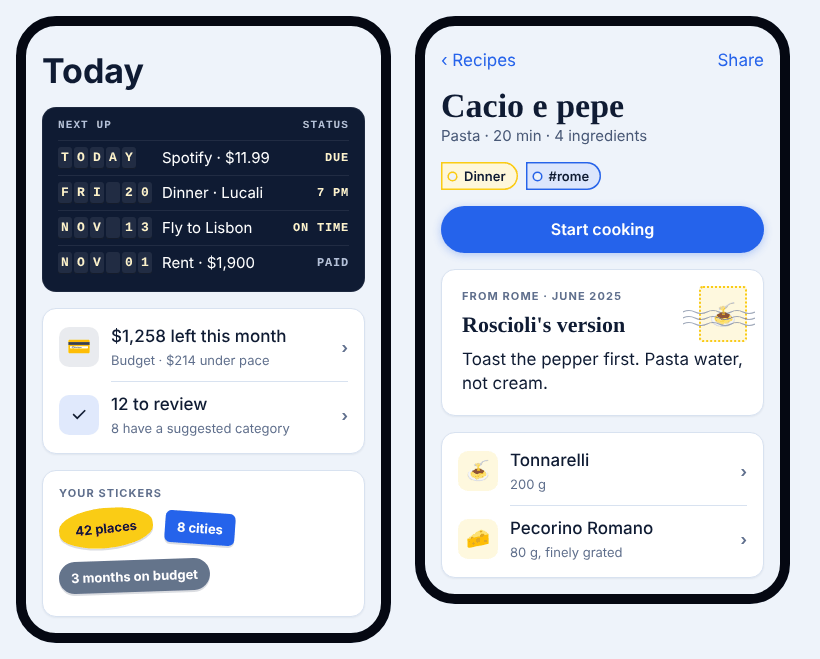 Today
NEXT UP STATUS
TODAY Spotify · $11.99 DUE
FRI 20 Dinner · Lucali 7 PM
NOV 13 Fly to Lisbon ON TIME
NOV 01 Rent · $1,900 PAID
$1,258 left this month ›
Budget · $214 under pace
12 to review ›
8 have a suggested category
YOUR STICKERS
42 places
8 cities
3 months on budget
‹ Recipes Share
Cacio e pepe
Pasta · 20 min · 4 ingredients
Dinner #rome
Start cooking
FROM ROME · JUNE 2025
Roscioli's version
Toast the pepper first. Pasta water,
not cream.
Tonnarelli ›
200 g
Pecorino Romano ›
80 g, finely grated